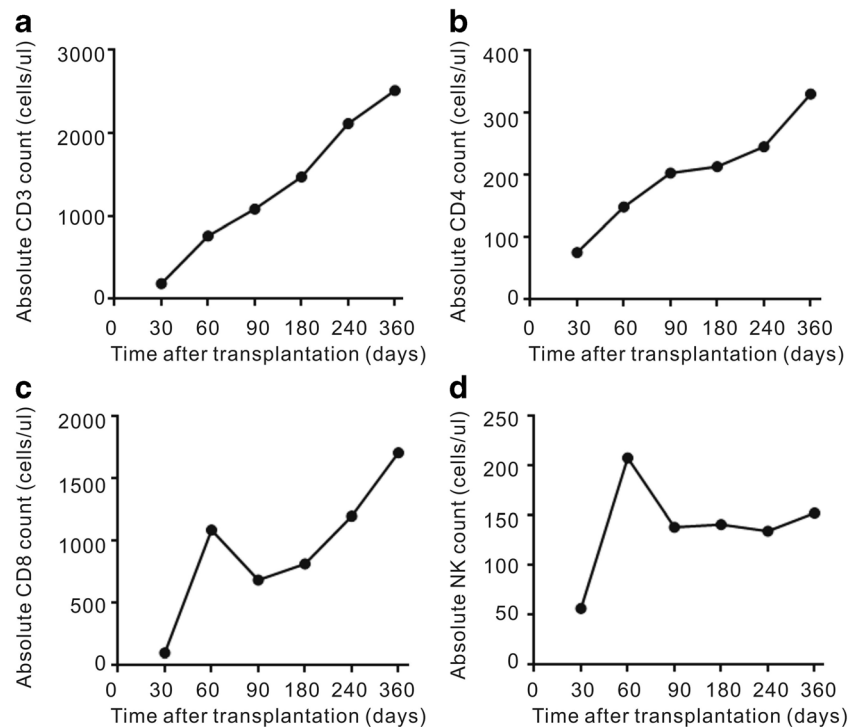 a
Absolute CD3 count (cells/ul)
3000
2000
1000
0
0 30 60 90 180 240 360
Time after transplantation (days)
b
Absolute CD4 count (cells/ul)
400
300
200
100
0
0 30 60 90 180 240 360
Time after transplantation (days)
c
Absolute CD8 count (cells/ul)
2000
1500
1000
500
0
0 30 60 90 180 240 360
Time after transplantation (days)
d
Absolute NK count (cells/ul)
250
200
150
100
50
0
0 30 60 90 180 240 360
Time after transplantation (days)